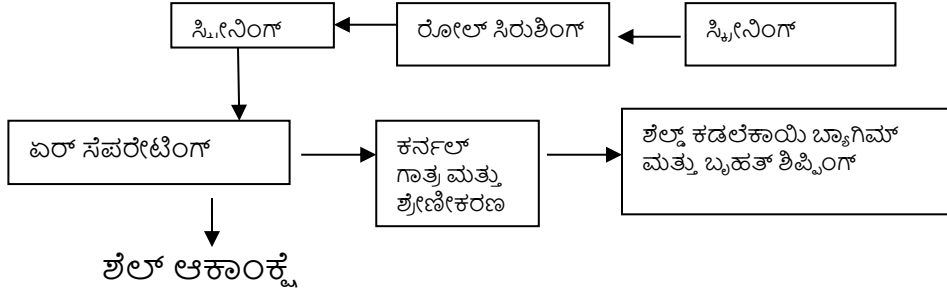 ಸ್ಕ್ರೀನಿಂಗ್
ರೋಲ್ ಸಿರುಶಿಂಗ್
ಏರ್ ಸೆಪರೇಟಿಂಗ್
ಕರ್ನಲ್
ಗಾತ್ರ ಮತ್ತು
ಶ್ರೇಣೀಕರಣ
ಶೆಲ್ಡ್ ಕಡಲೆಕಾಯಿ ಬ್ಯಾಗಿಮ್
ಮತ್ತು ಬೃಹತ್ ಶಿಪ್ಪಿಂಗ್
ಶೆಲ್ ಆಕಾಂಕ್ಷೆ